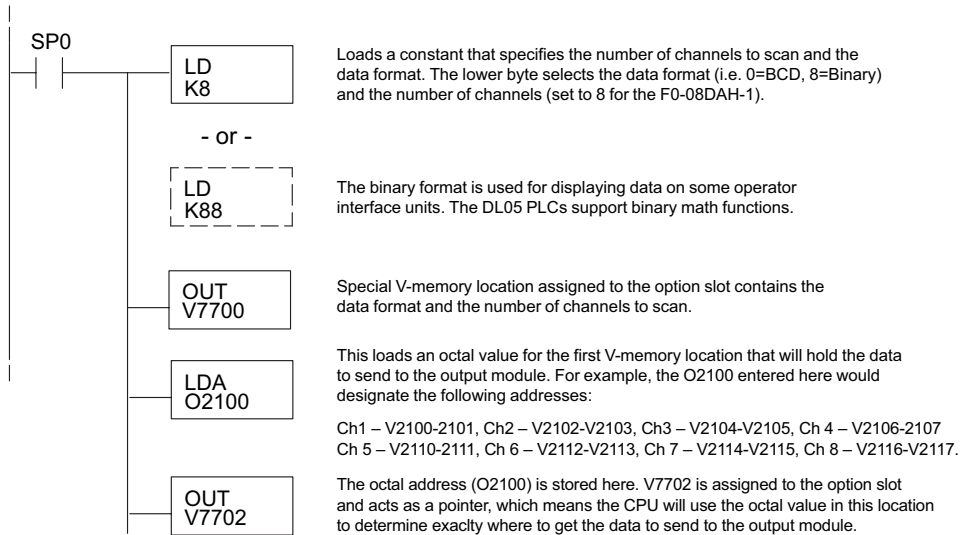 SP0
LD
K8
Loads a constant that specifies the number of channels to scan and the
data format. The lower byte selects the data format (i.e. 0=BCD, 8=Binary)
and the number of channels (set to 8 for the F0-08DAH-1).
- or -
LD
K88
The binary format is used for displaying data on some operator
interface units. The DL05 PLCs support binary math functions.
OUT
V7700
Special V-memory location assigned to the option slot contains the
data format and the number of channels to scan.
LDA
O2100
This loads an octal value for the first V-memory location that will hold the data
to send to the output module. For example, the O2100 entered here would
designate the following addresses:
Ch1 – V2100-2101, Ch2 – V2102-V2103, Ch3 – V2104-V2105, Ch 4 – V2106-2107
Ch 5 – V2110-2111, Ch 6 – V2112-V2113, Ch 7 – V2114-V2115, Ch 8 – V2116-V2117.
OUT
V7702
The octal address (O2100) is stored here. V7702 is assigned to the option slot
and acts as a pointer, which means the CPU will use the octal value in this location
to determine exaclty where to get the data to send to the output module.